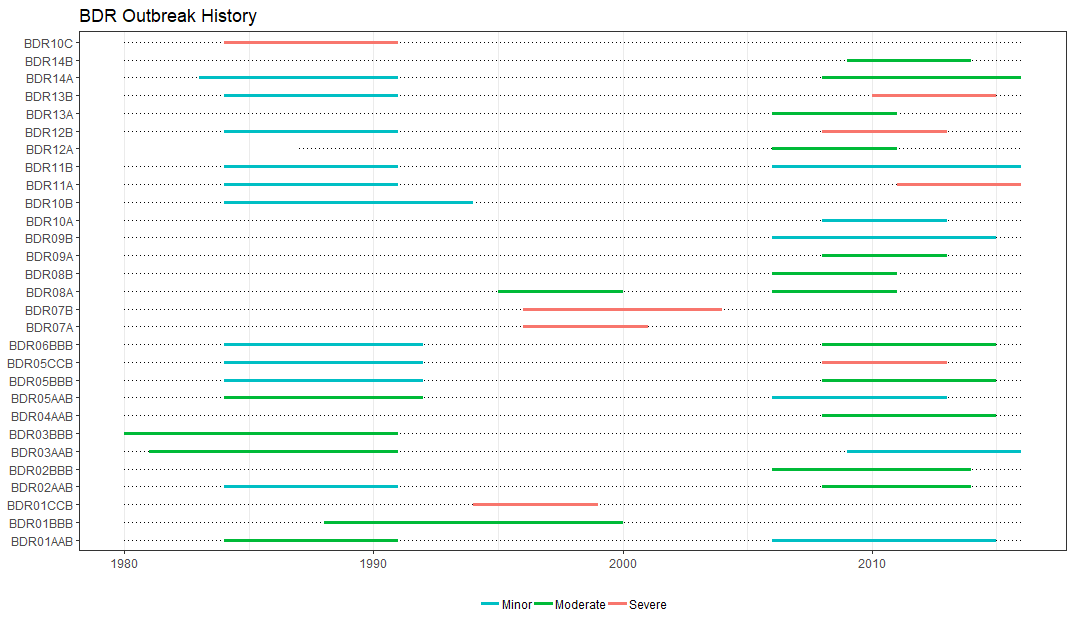 BDR Outbreak History
BDR10C
BDR14B
BDR14A
BDR13B
BDR13A
BDR12B
BDR12A
BDR11B
BDR11A
BDR10B
BDR10A
BDR09B
BDR09A
BDR08B
BDR08A
BDR07B
BDR07A
BDR06BBB
BDR05CCB
BDR05BBB
BDR05AAB
BDR04AAB
BDR03BBB
BDR03AAB
BDR02BBB
BDR02AAB
BDR01CCB
BDR01BBB
BDR01AAB
1980 1990 2000 2010
Minor Moderate Severe